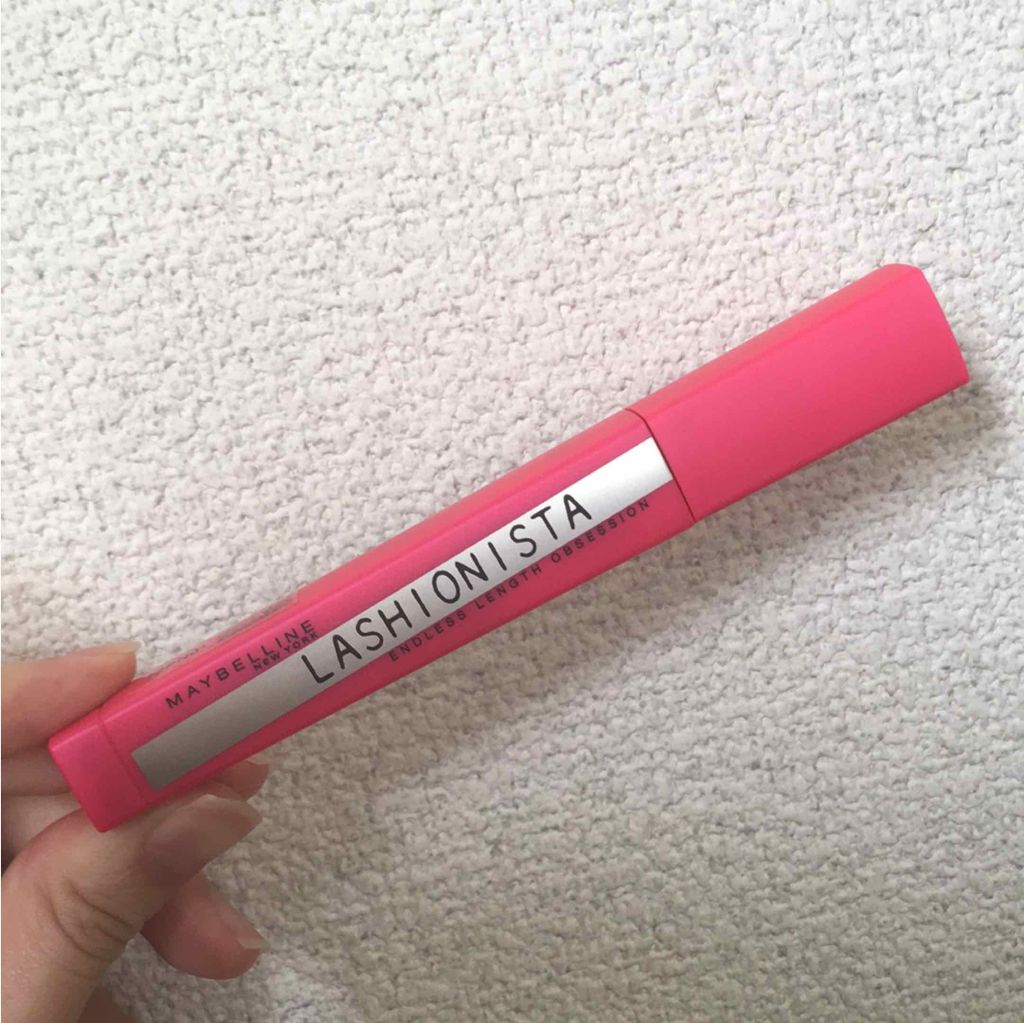 MAYBELLINE
NEW YORK
LASHIONISTA
ENDLESS LENGTH OBSESSION